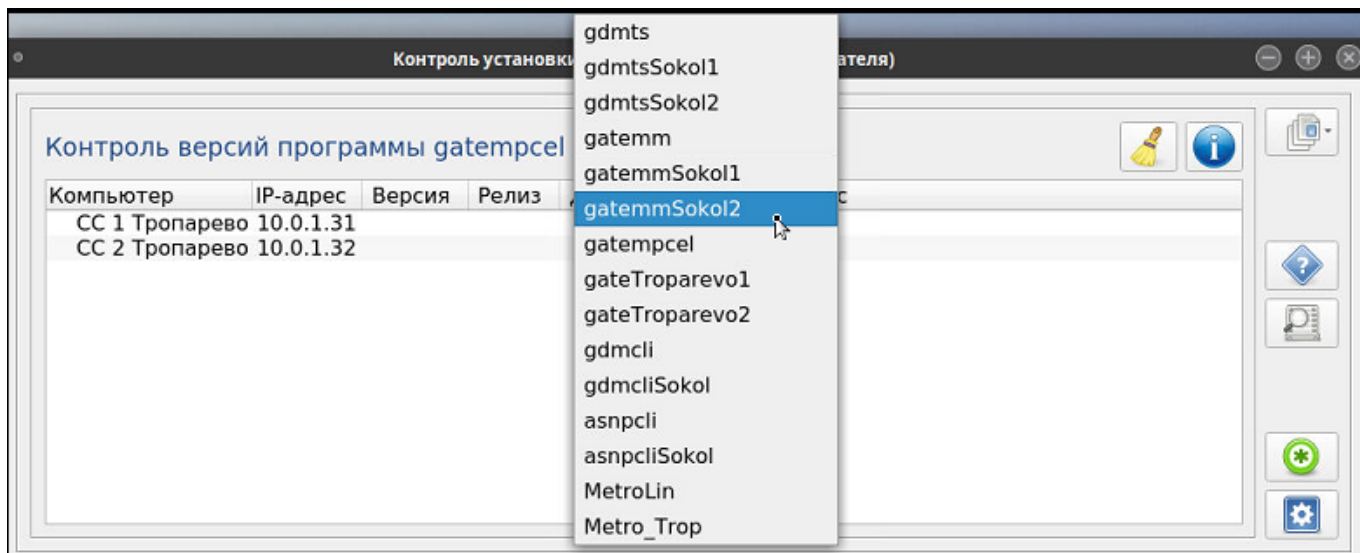 Контроль установки
ателя)
Контроль версий программы gatempcel
Компьютер IP-адрес Версия Релиз
СС 1 Тропарево 10.0.1.31
СС 2 Тропарево 10.0.1.32
gdmts
gdmtsSokol1
gdmtsSokol2
gatemm
gatemmSokol1
gatemmSokol2
gatempcel
gateTroparevo1
gateTroparevo2
gdmcli
gdmcliSokol
asnpcli
asnpcliSokol
MetroLin
Metro_Trop